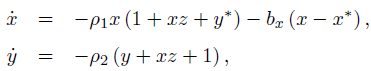 ẋ = −ρ₁x (1 + xz + y*) − bₓ (x − x*) ,
ẏ = −ρ₂ (y + xz + 1) ,